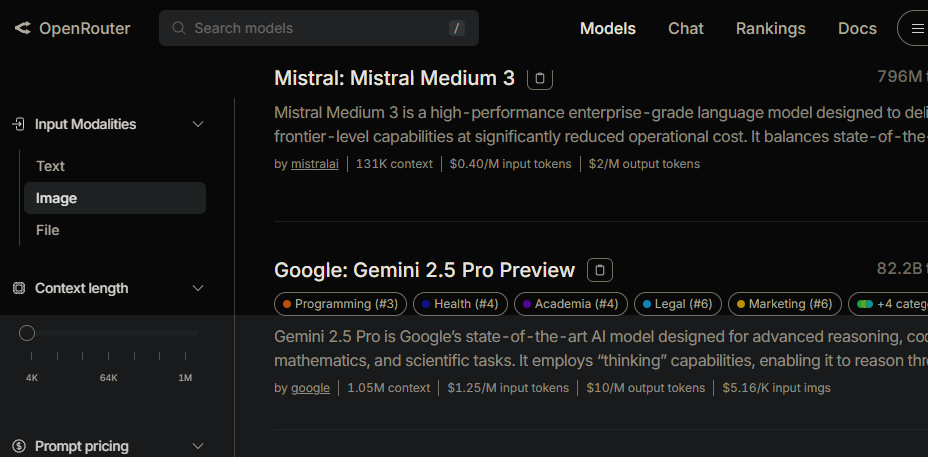 OpenRouter
Search models
/
Models
Chat
Rankings
Docs
Input Modalities
Text
Image
File
Context length
4K
64K
1M
Prompt pricing
Mistral: Mistral Medium 3
796M
Mistral Medium 3 is a high-performance enterprise-grade language model designed to deli
frontier-level capabilities at significantly reduced operational cost. It balances state-of-the-
by mistralai
131K context
$0.40/M input tokens
$2/M output tokens
Google: Gemini 2.5 Pro Preview
82.2B
Programming (#3)
Health (#4)
Academia (#4)
Legal (#6)
Marketing (#6)
+4 categ
Gemini 2.5 Pro is Google’s state-of-the-art AI model designed for advanced reasoning, cod
mathematics, and scientific tasks. It employs “thinking” capabilities, enabling it to reason thr
by google
1.05M context
$1.25/M input tokens
$10/M output tokens
$5.16/K input imgs